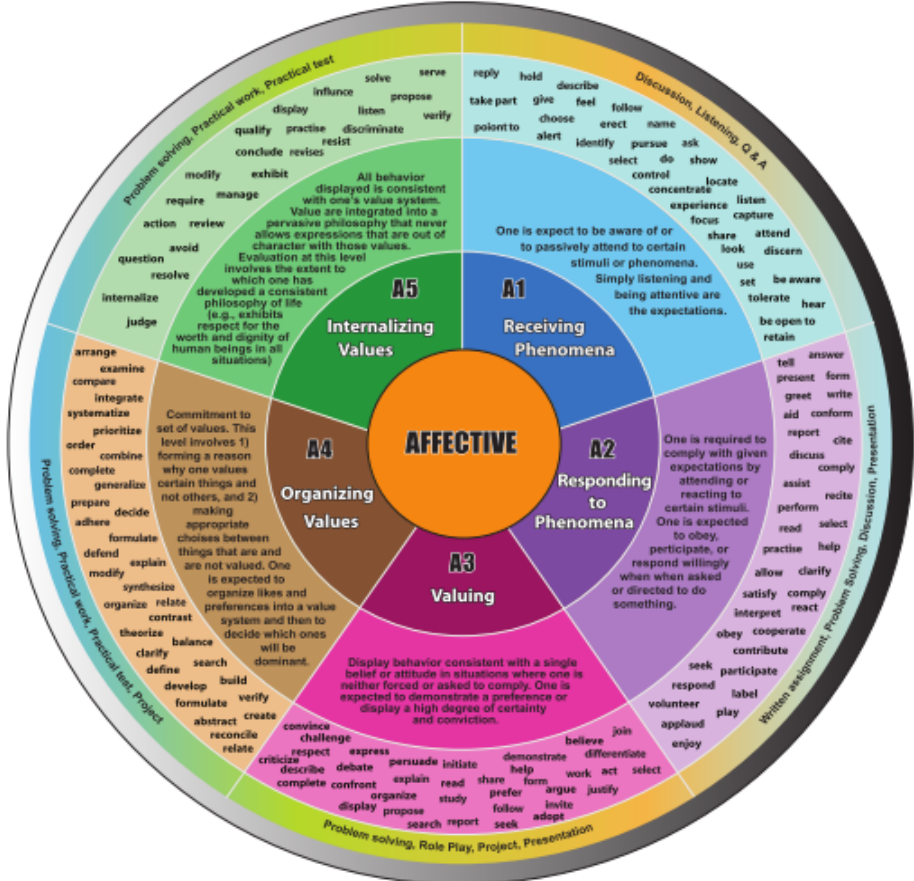 AFFECTIVE
A1
Receiving
Phenomena
One is expect to be aware of or
to passively attend to certain
stimuli or phenomena.
Simply listening and
being attentive are
the expectations.
reply hold
describe
take part give feel follow
choose erect name
poiont to alert
identify pursue ask
select do show
control
concentrate locate
experience listen
focus capture
share attend
look discern
use
set be aware
tolerate hear
be open to
retain
Discussion, Listening, Q & A
A2
Responding
to
Phenomena
One is required to
comply with given
expectations by
attending or
reacting to
certain stimuli.
One is expected
to obey,
perticipate, or
respond willingly
when when asked
or directed to do
something.
tell answer
present form
greet write
aid conform
report cite
discuss
comply
assist
recite
perform
read select
practise help
allow clarify
satisfy comply
interpret react
obey cooperate
contribute
seek participate
respond label
volunteer play
applaud
enjoy
Written assignment, Problem Solving, Discussion, Presentation
A3
Valuing
Display behavior consistent with a single
belief or attitude in situations where one is
neither forced or asked to comply. One is
expected to demonstrate a preference or
display a high degree of certainty
and conviction.
convince join
challenge believe
respect express demonstrate differentiate
criticize persuade initiate
describe debate help work act select
complete confront explain read share form
organize study prefer argue justify
display propose follow invite
search report seek adopt
Problem solving, Role Play, Project, Presentation
A4
Organizing
Values
Commitment to
set of values. This
level involves 1)
forming a reason
why one values
certain things and
not others, and 2)
making
appropriate
choises between
things that are and
are not valued. One
is expected to
organize likes and
preferences into a value
system and then to
decide which ones
will be
dominant.
arrange
examine
compare
integrate
systematize
prioritize
order
combine
complete
generalize
prepare decide
adhere
formulate
defend
explain
modify
synthesize
organize relate
contrast
theorize balance
clarify
define search
develop build
formulate verify
abstract create
reconcile
relate
Problem solving, Practical work, Practical test, Project
A5
Internalizing
Values
All behavior
displayed is consistent
with one's value system.
Value are integrated into a
pervasive philosophy that never
allows expressions that are out of
character with those values.
Evaluation at this level
involves the extent to
which one has
developed a consistent
philosophy of life
(e.g., exhibits
respect for the
worth and dignity of
human beings in all
situations)
solve serve
influnce propose
display listen verify
qualify practise discriminate
resist
conclude revises
modify exhibit
require manage
action review
avoid
question
resolve
internalize
judge
Problem solving, Practical work, Practical test